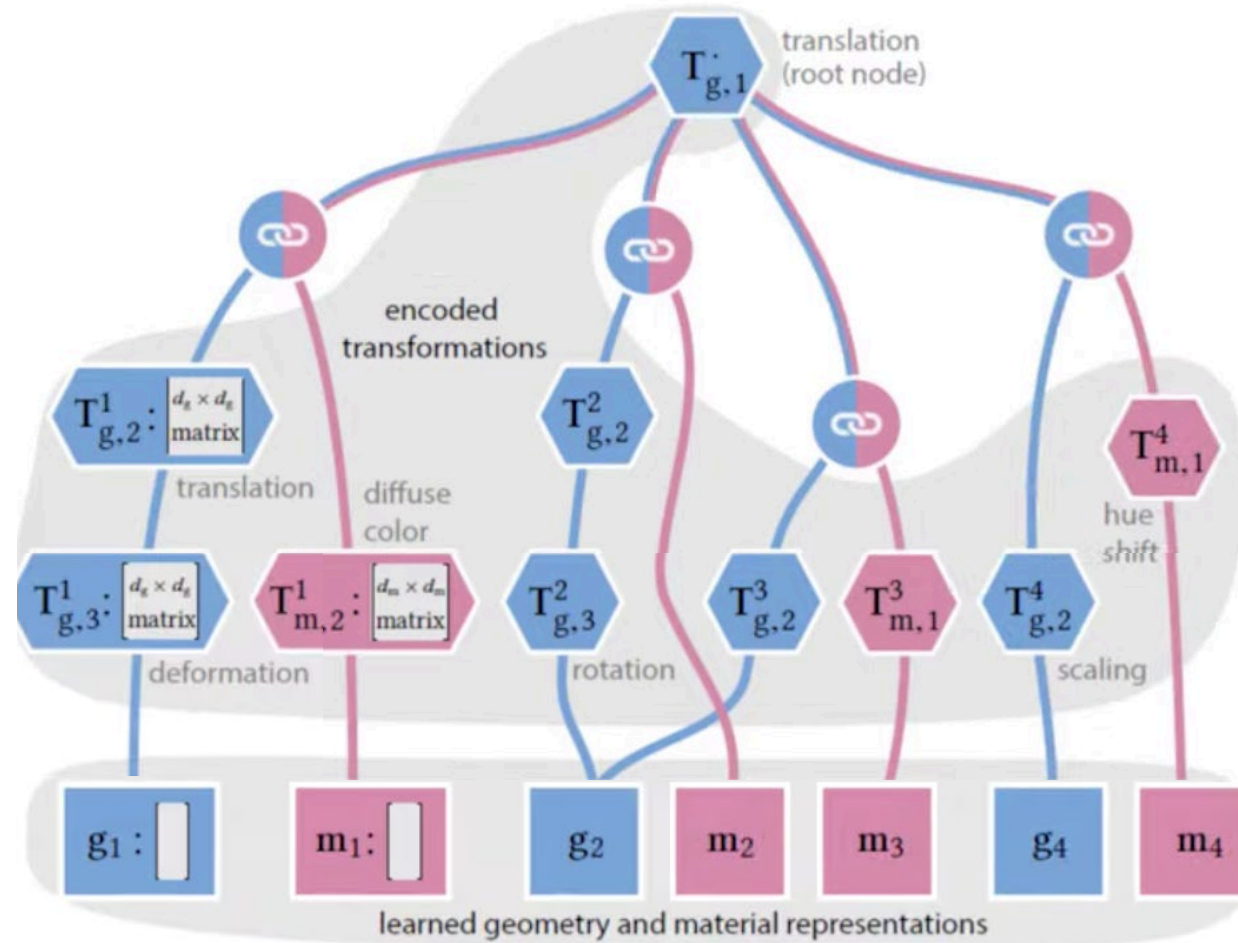 T˙g,1
translation
(root node)
encoded
transformations
T¹g,2: [dg × dg
matrix]
T²g,2
T⁴m,1
translation
diffuse
color
hue
shift
T¹g,3: [dg × dg
matrix]
T¹m,2: [dm × dm
matrix]
T²g,3
T³g,2
T³m,1
T⁴g,2
deformation
rotation
scaling
g1 : [ ]
m1: [ ]
g2
m2
m3
g4
m4
learned geometry and material representations